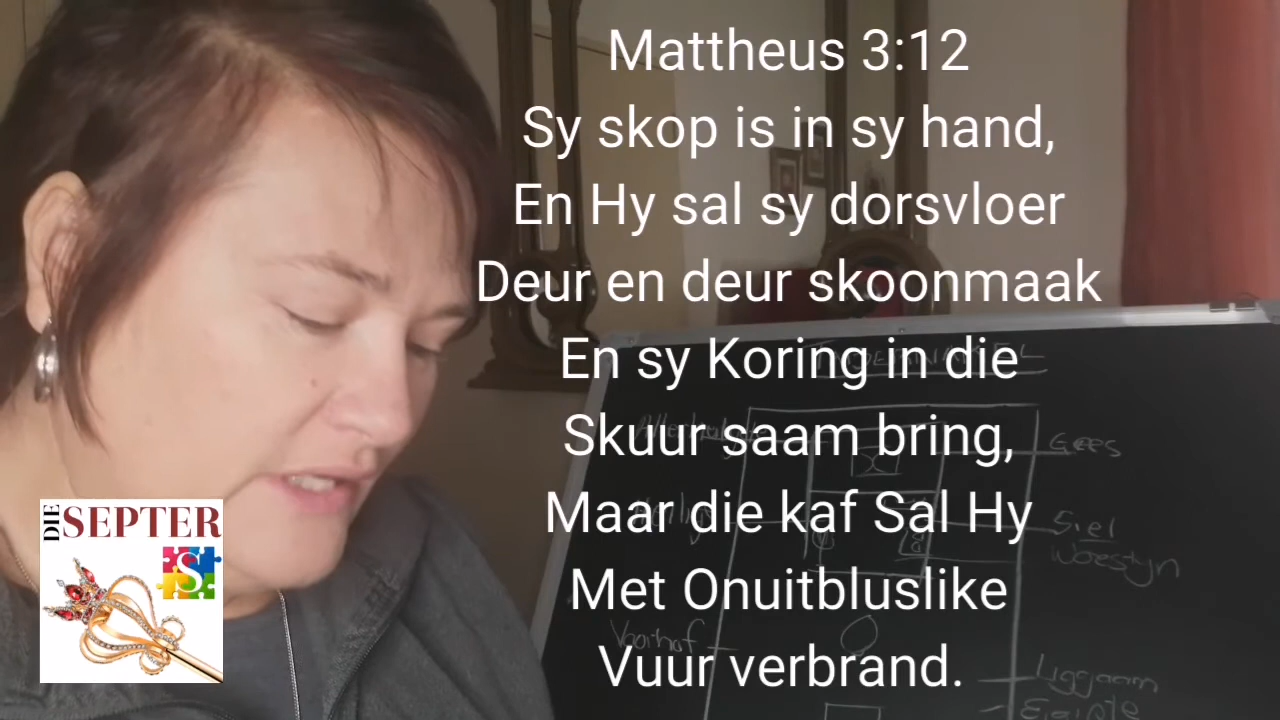 Mattheus 3:12
Sy skop is in sy hand,
En Hy sal sy dorsvloer
Deur en deur skoonmaak
En sy Koring in die
Skuur saam bring,
Maar die kaf Sal Hy
Met Onuitbluslike
Vuur verbrand.
DIE SEPTER
S
Gees
Siel
Woestyn
Voorhof
Liggaam